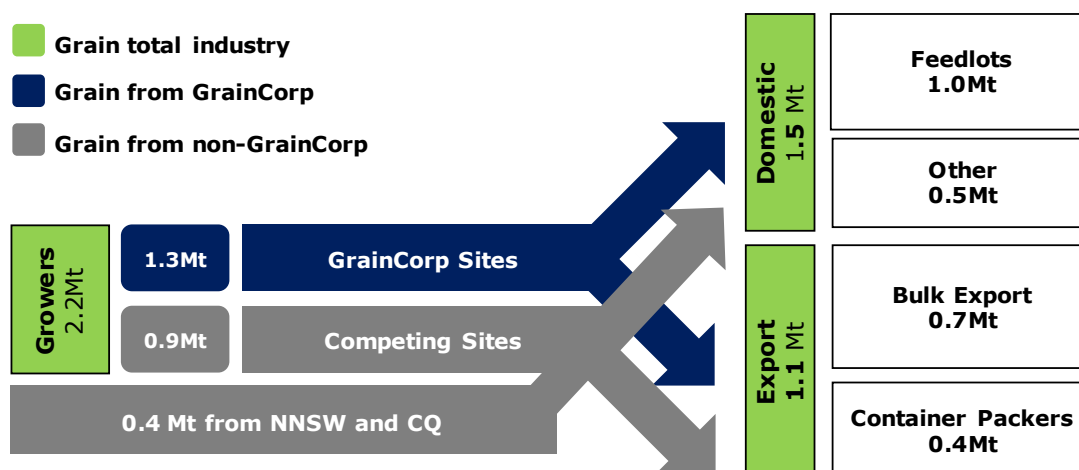 Grain total industry
Grain from GrainCorp
Grain from non-GrainCorp
Growers
2.2Mt
1.3Mt
GrainCorp Sites
0.9Mt
Competing Sites
0.4 Mt from NNSW and CQ
Domestic
1.5 Mt
Feedlots
1.0Mt
Other
0.5Mt
Export
1.1 Mt
Bulk Export
0.7Mt
Container Packers
0.4Mt